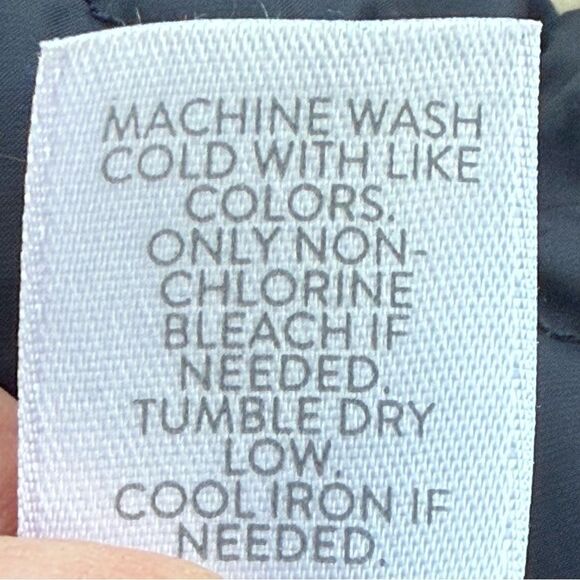 MACHINE WASH
COLD WITH LIKE
COLORS.
ONLY NON-
CHLORINE
BLEACH IF
NEEDED.
TUMBLE DRY
LOW.
COOL IRON IF
NEEDED.